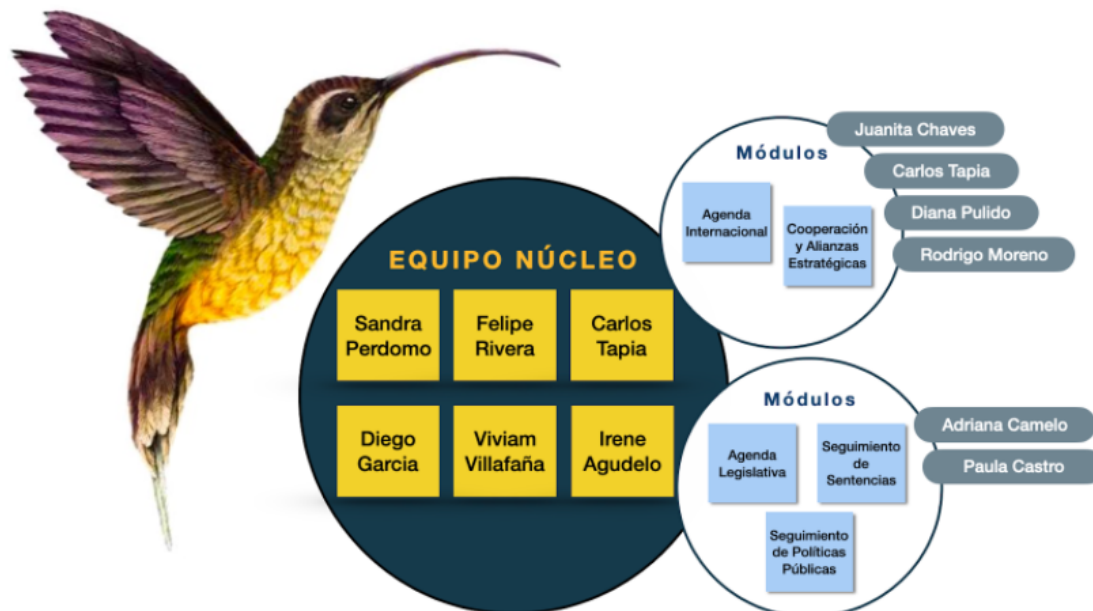 EQUIPO NÚCLEO
Sandra
Perdomo
Felipe
Rivera
Carlos
Tapia
Diego
Garcia
Viviam
Villafaña
Irene
Agudelo
Módulos
Agenda
Internacional
Cooperación
y Alianzas
Estratégicas
Juanita Chaves
Carlos Tapia
Diana Pulido
Rodrigo Moreno
Módulos
Agenda
Legislativa
Seguimiento
de
Sentencias
Seguimiento
de Políticas
Públicas
Adriana Camelo
Paula Castro